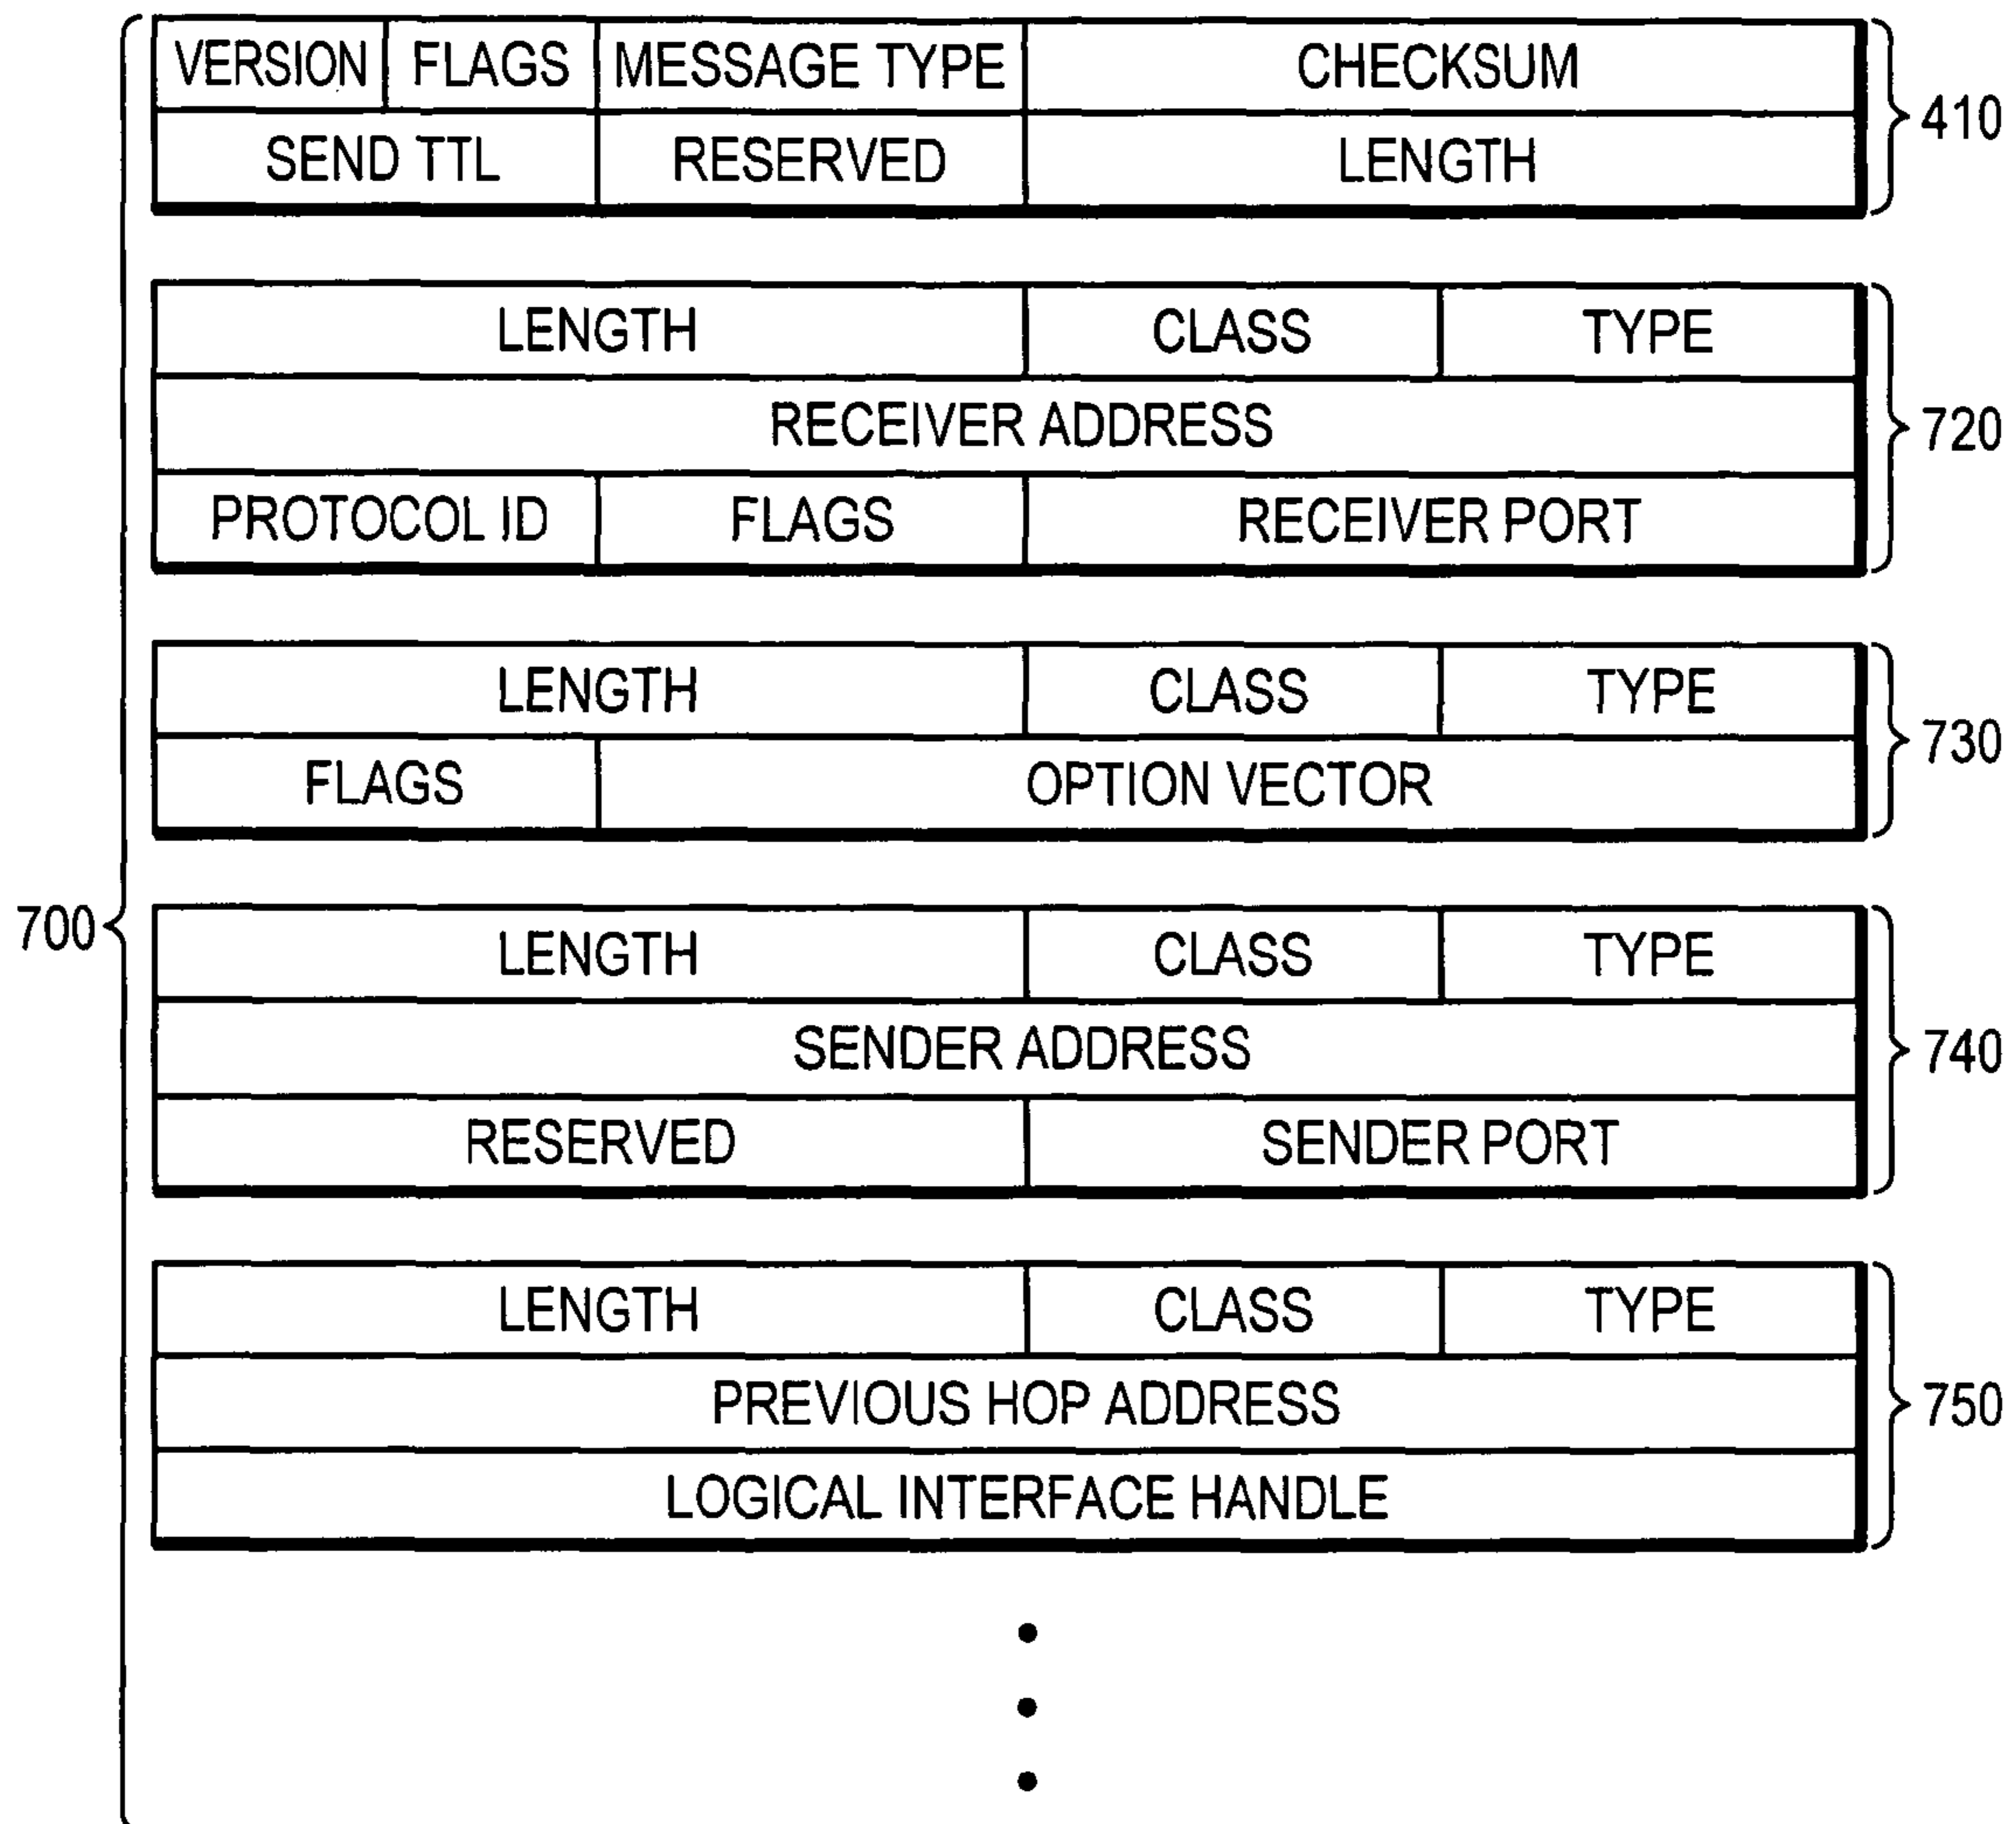 VERSION FLAGS MESSAGE TYPE CHECKSUM
SEND TTL RESERVED LENGTH
410
LENGTH CLASS TYPE
RECEIVER ADDRESS
720
PROTOCOL ID FLAGS RECEIVER PORT
LENGTH CLASS TYPE
730
FLAGS OPTION VECTOR
700
LENGTH CLASS TYPE
SENDER ADDRESS
740
RESERVED SENDER PORT
LENGTH CLASS TYPE
PREVIOUS HOP ADDRESS
750
LOGICAL INTERFACE HANDLE